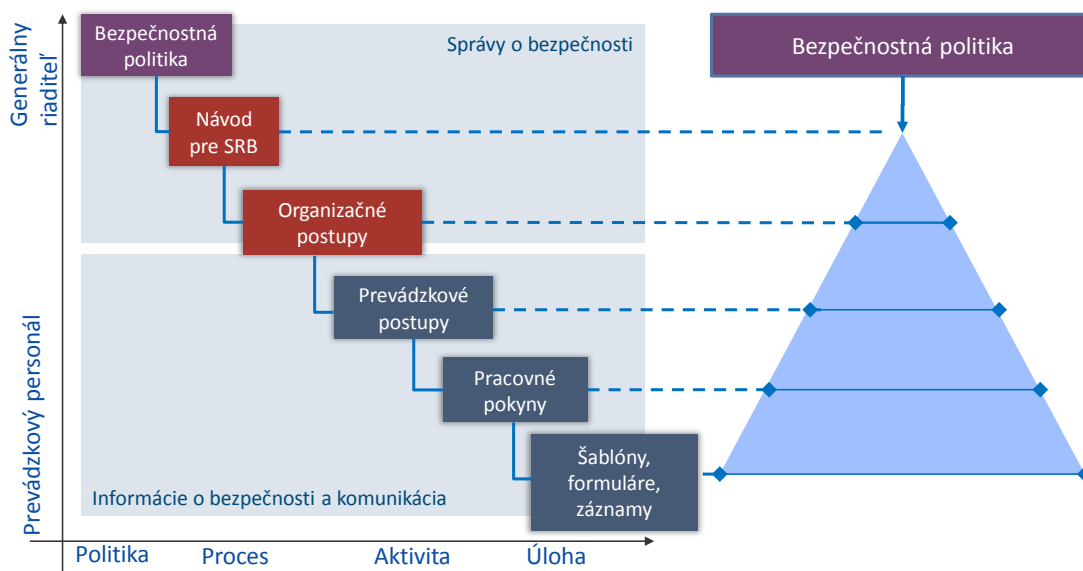 Generálny
riaditeľ
Prevádzkový personál
Bezpečnostná
politika
Správy o bezpečnosti
Bezpečnostná politika
Návod
pre SRB
Organizačné
postupy
Prevádzkové
postupy
Pracovné
pokyny
Šablóny,
formuláre,
záznamy
Informácie o bezpečnosti a komunikácia
Politika
Proces
Aktivita
Úloha